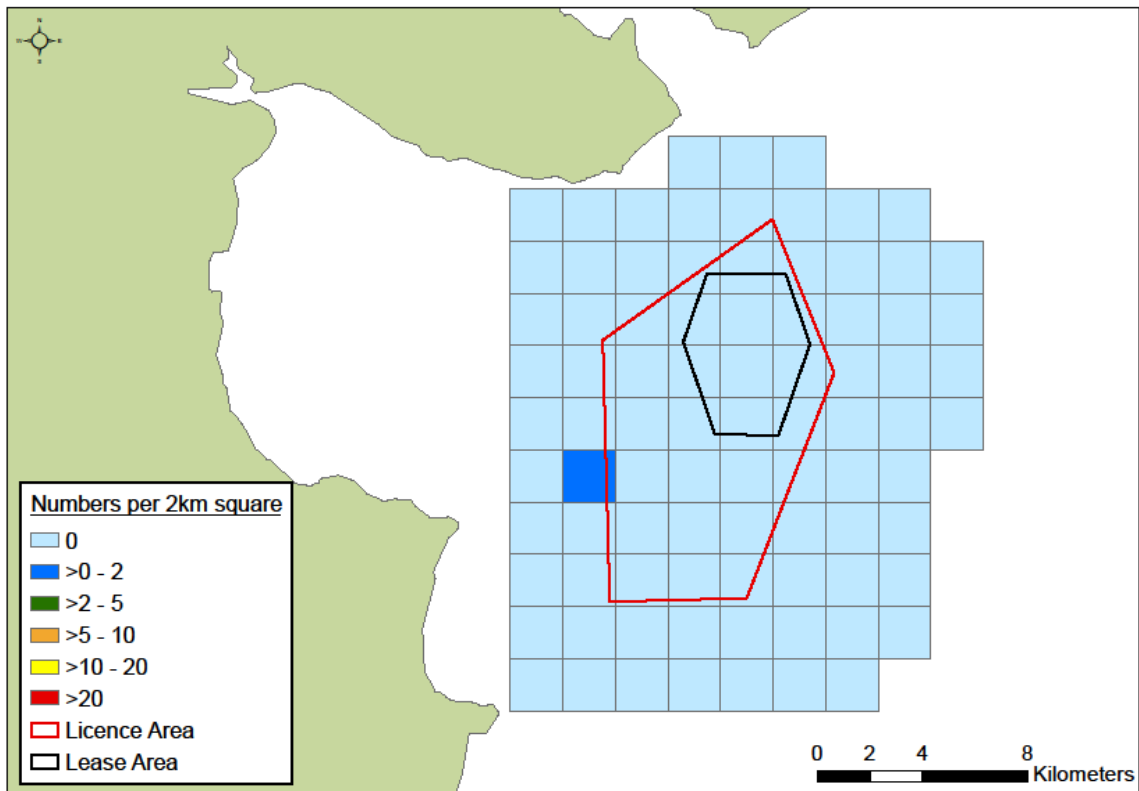 N
E
S
Numbers per 2km square
0
>0 - 2
>2 - 5
>5 - 10
>10 - 20
>20
Licence Area
Lease Area
0 2 4 8
Kilometers